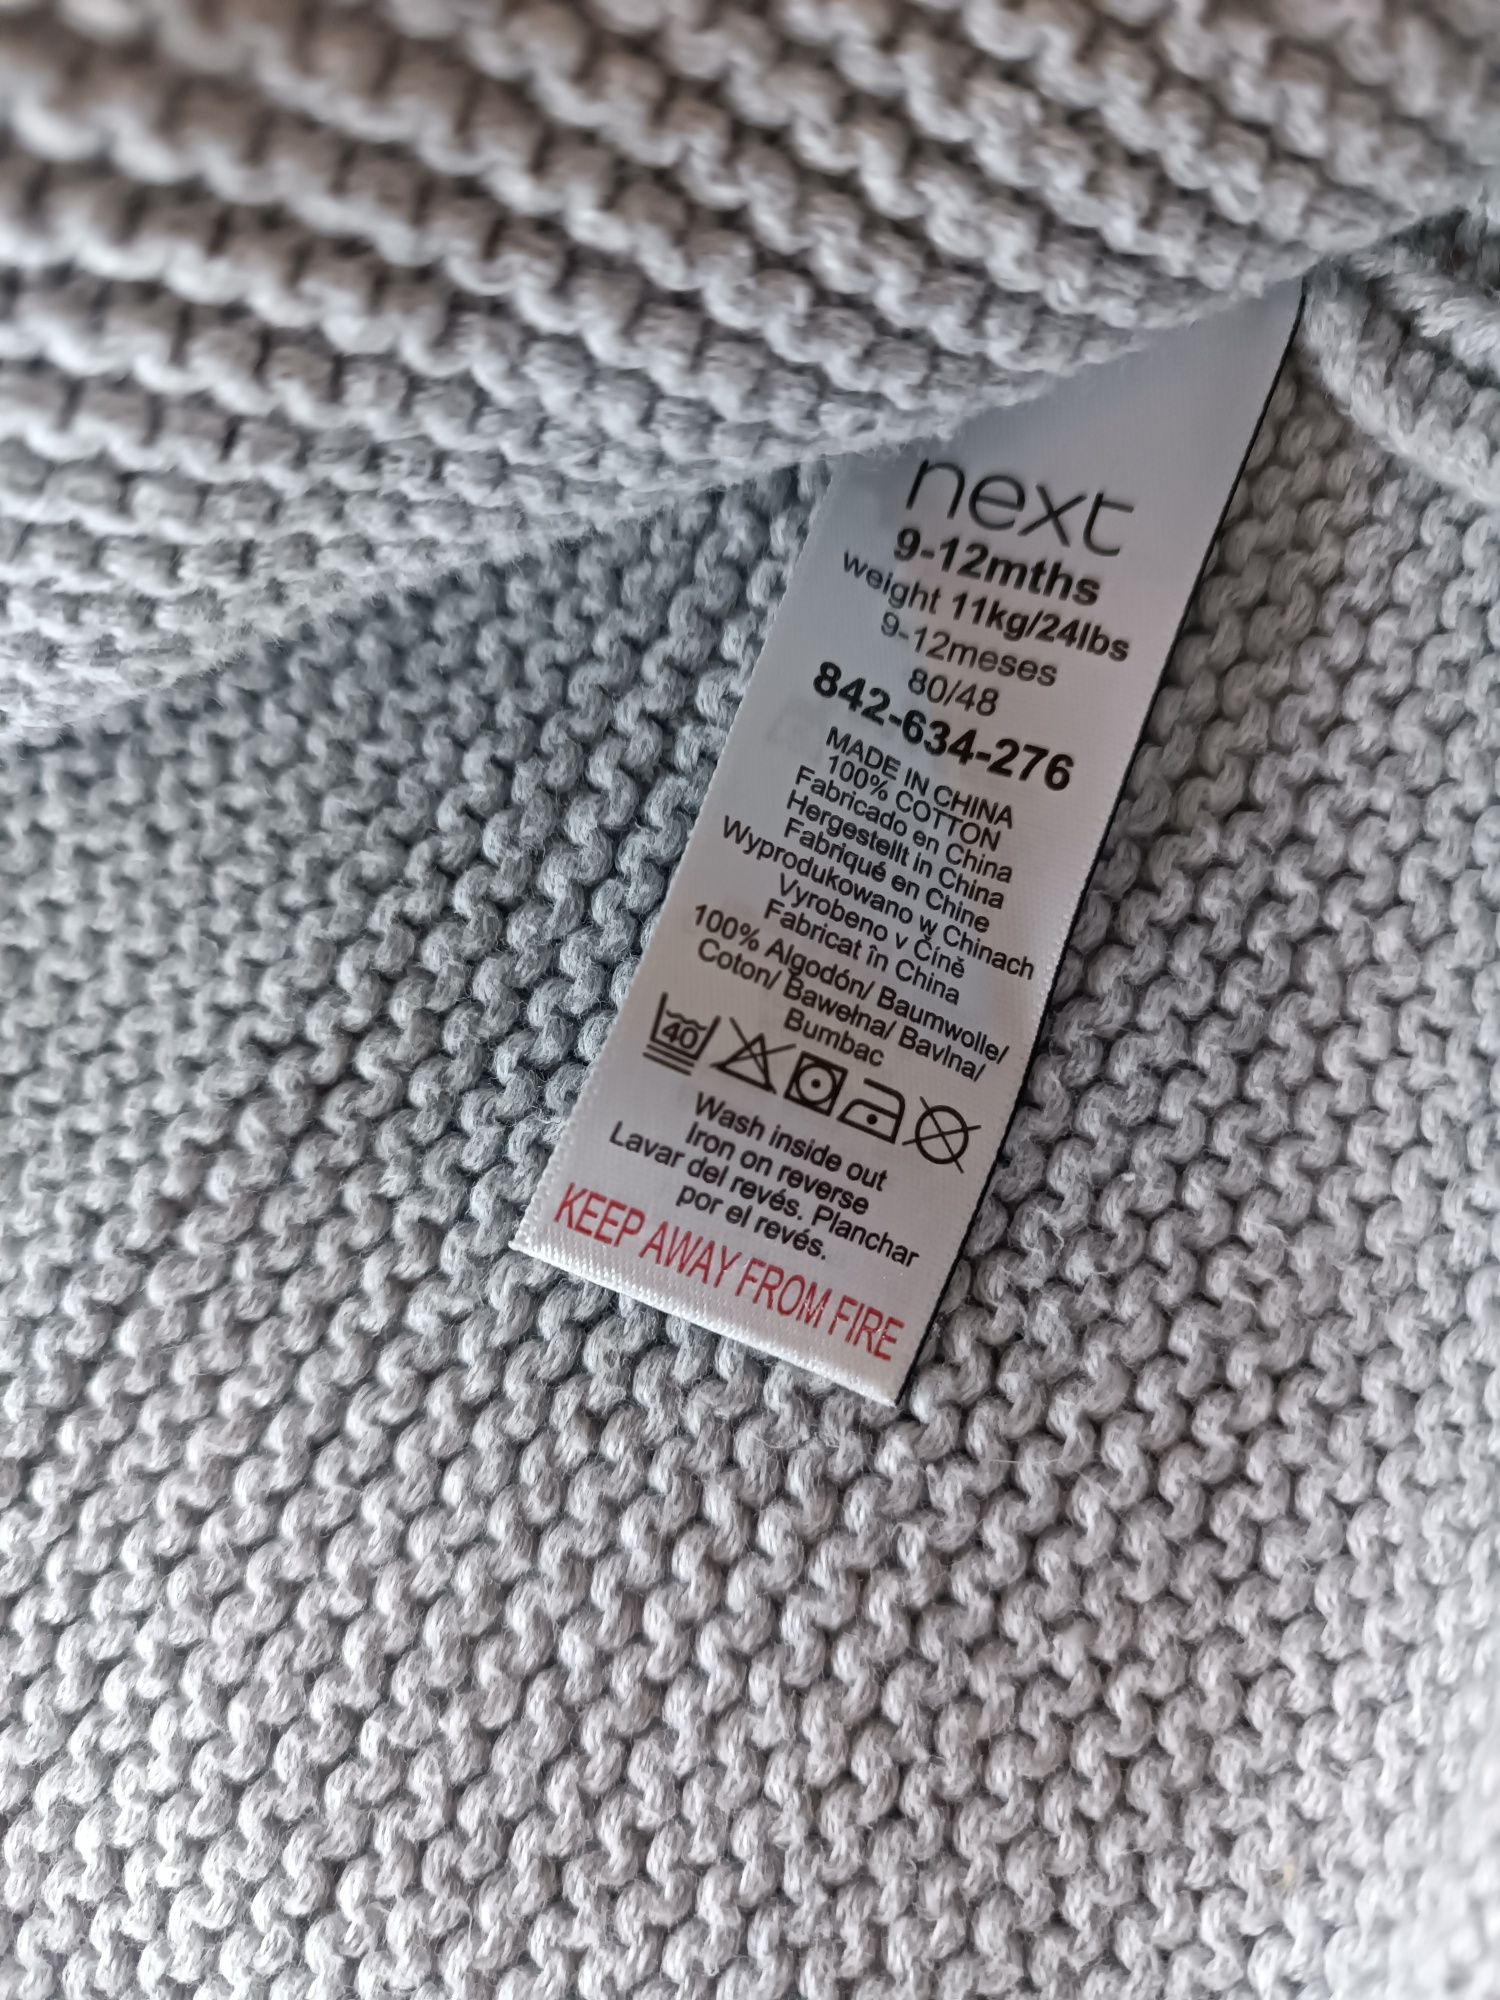 next
9-12mths
weight 11kg/24lbs
9-12meses
80/48
842-634-276
MADE IN CHINA
100% COTTON
Fabricado en China
Hergestellt in China
Fabriqué en Chine
Wyprodukowano w Chinach
Vyrobeno v Číně
Fabricat în China
100% Algodón/ Baumwolle/
Coton/ Bawełna/ Bavlna/
Bumbac
40
Wash inside out
Iron on reverse
Lavar del revés. Planchar
por el revés.
KEEP AWAY FROM FIRE